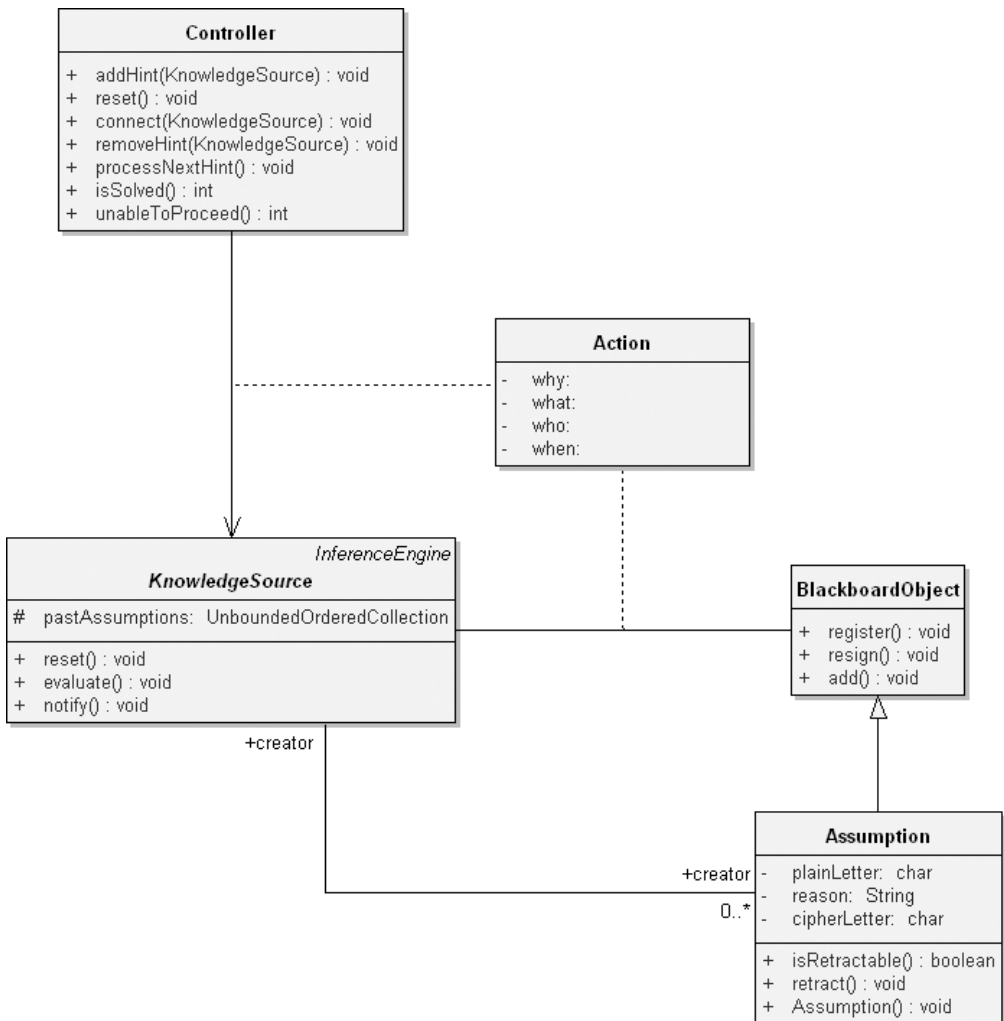 Controller
+ addHint(KnowledgeSource) : void
+ reset() : void
+ connect(KnowledgeSource) : void
+ removeHint(KnowledgeSource) : void
+ processNextHint() : void
+ isSolved() : int
+ unableToProceed() : int
Action
- why:
- what:
- who:
- when:
InferenceEngine
KnowledgeSource
# pastAssumptions: UnboundedOrderedCollection
+ reset() : void
+ evaluate() : void
+ notify() : void
BlackboardObject
+ register() : void
+ resign() : void
+ add() : void
+creator
+creator
0..*
Assumption
- plainLetter: char
- reason: String
- cipherLetter: char
+ isRetractable() : boolean
+ retract() : void
+ Assumption() : void